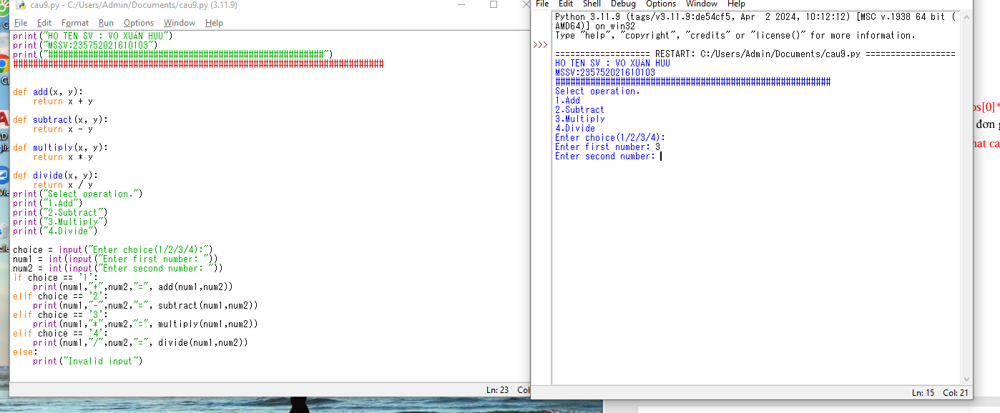 cau9.py - C:/Users/Admin/Documents/cau9.py (3.11.9)
File Edit Format Run Options Window Help
print("HO TEN SV : VO XUÁN HUU")
print("MSSV:235752021610103")
print("#######################################################")
##########################################################################
def add(x, y):
    return x + y
def subtract(x, y):
    return x - y
def multiply(x, y):
    return x * y
def divide(x, y):
    return x / y
print("Select operation.")
print("1.Add")
print("2.Subtract")
print("3.Multiply")
print("4.Divide")
choice = input("Enter choice(1/2/3/4):")
num1 = int(input("Enter first number: "))
num2 = int(input("Enter second number: "))
if choice == '1':
    print(num1,"+",num2,"=", add(num1,num2))
elif choice == '2':
    print(num1,"-",num2,"=", subtract(num1,num2))
elif choice == '3':
    print(num1,"*",num2,"=", multiply(num1,num2))
elif choice == '4':
    print(num1,"/",num2,"=", divide(num1,num2))
else:
    print("Invalid input")
Ln: 23 Col
File Edit Shell Debug Options Window Help
Python 3.11.9 (tags/v3.11.9:de54cf5, Apr  2 2024, 10:12:12) [MSC v.1938 64 bit (
AMD64)] on win32
Type "help", "copyright", "credits" or "license()" for more information.
>>>
=================== RESTART: C:/Users/Admin/Documents/cau9.py ==================
HO TEN SV : VO XUÁN HUU
MSSV:235752021610103
#######################################################
Select operation.
1.Add
2.Subtract
3.Multiply
4.Divide
Enter choice(1/2/3/4):
Enter first number: 3
Enter second number:
Ln: 15 Col: 21
os[0]*
đơn g
hat ca